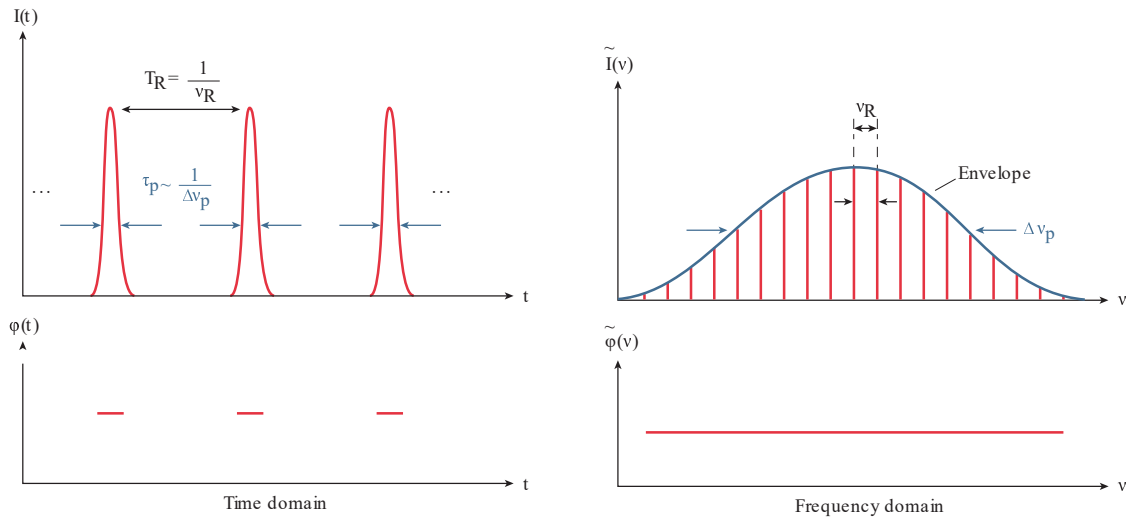 I(t)
T_R = 1/ν_R
τ_p ~ 1/Δν_p
...
...
t
φ(t)
t
Time domain
Ĩ(ν)
ν_R
Envelope
Δν_p
ν
φ̃(ν)
ν
Frequency domain